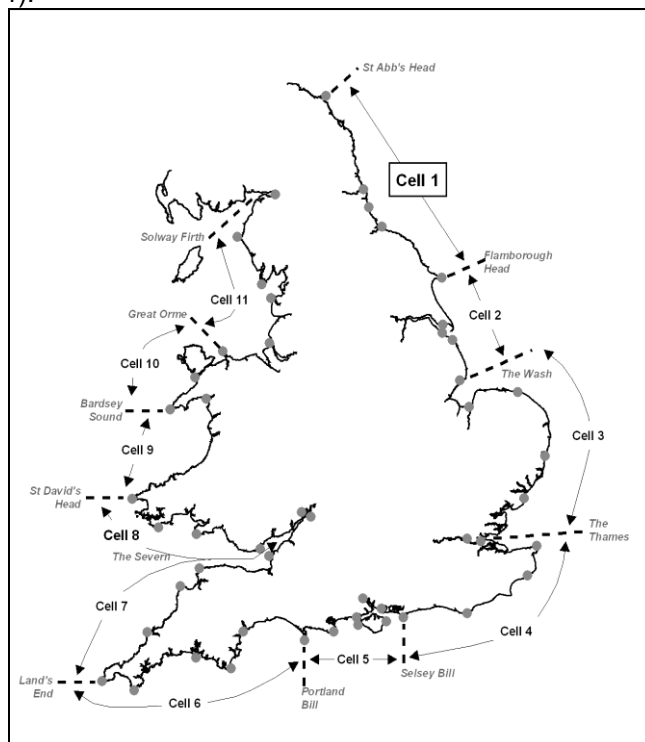 St Abb's Head
Cell 1
Solway Firth
Flamborough
Head
Cell 11
Great Orme
Cell 2
Cell 10
The Wash
Bardsey
Sound
Cell 3
Cell 9
St David's
Head
Cell 8
The
Thames
The Severn
Cell 7
Cell 4
Cell 5
Land's
End
Selsey Bill
Portland
Bill
Cell 6